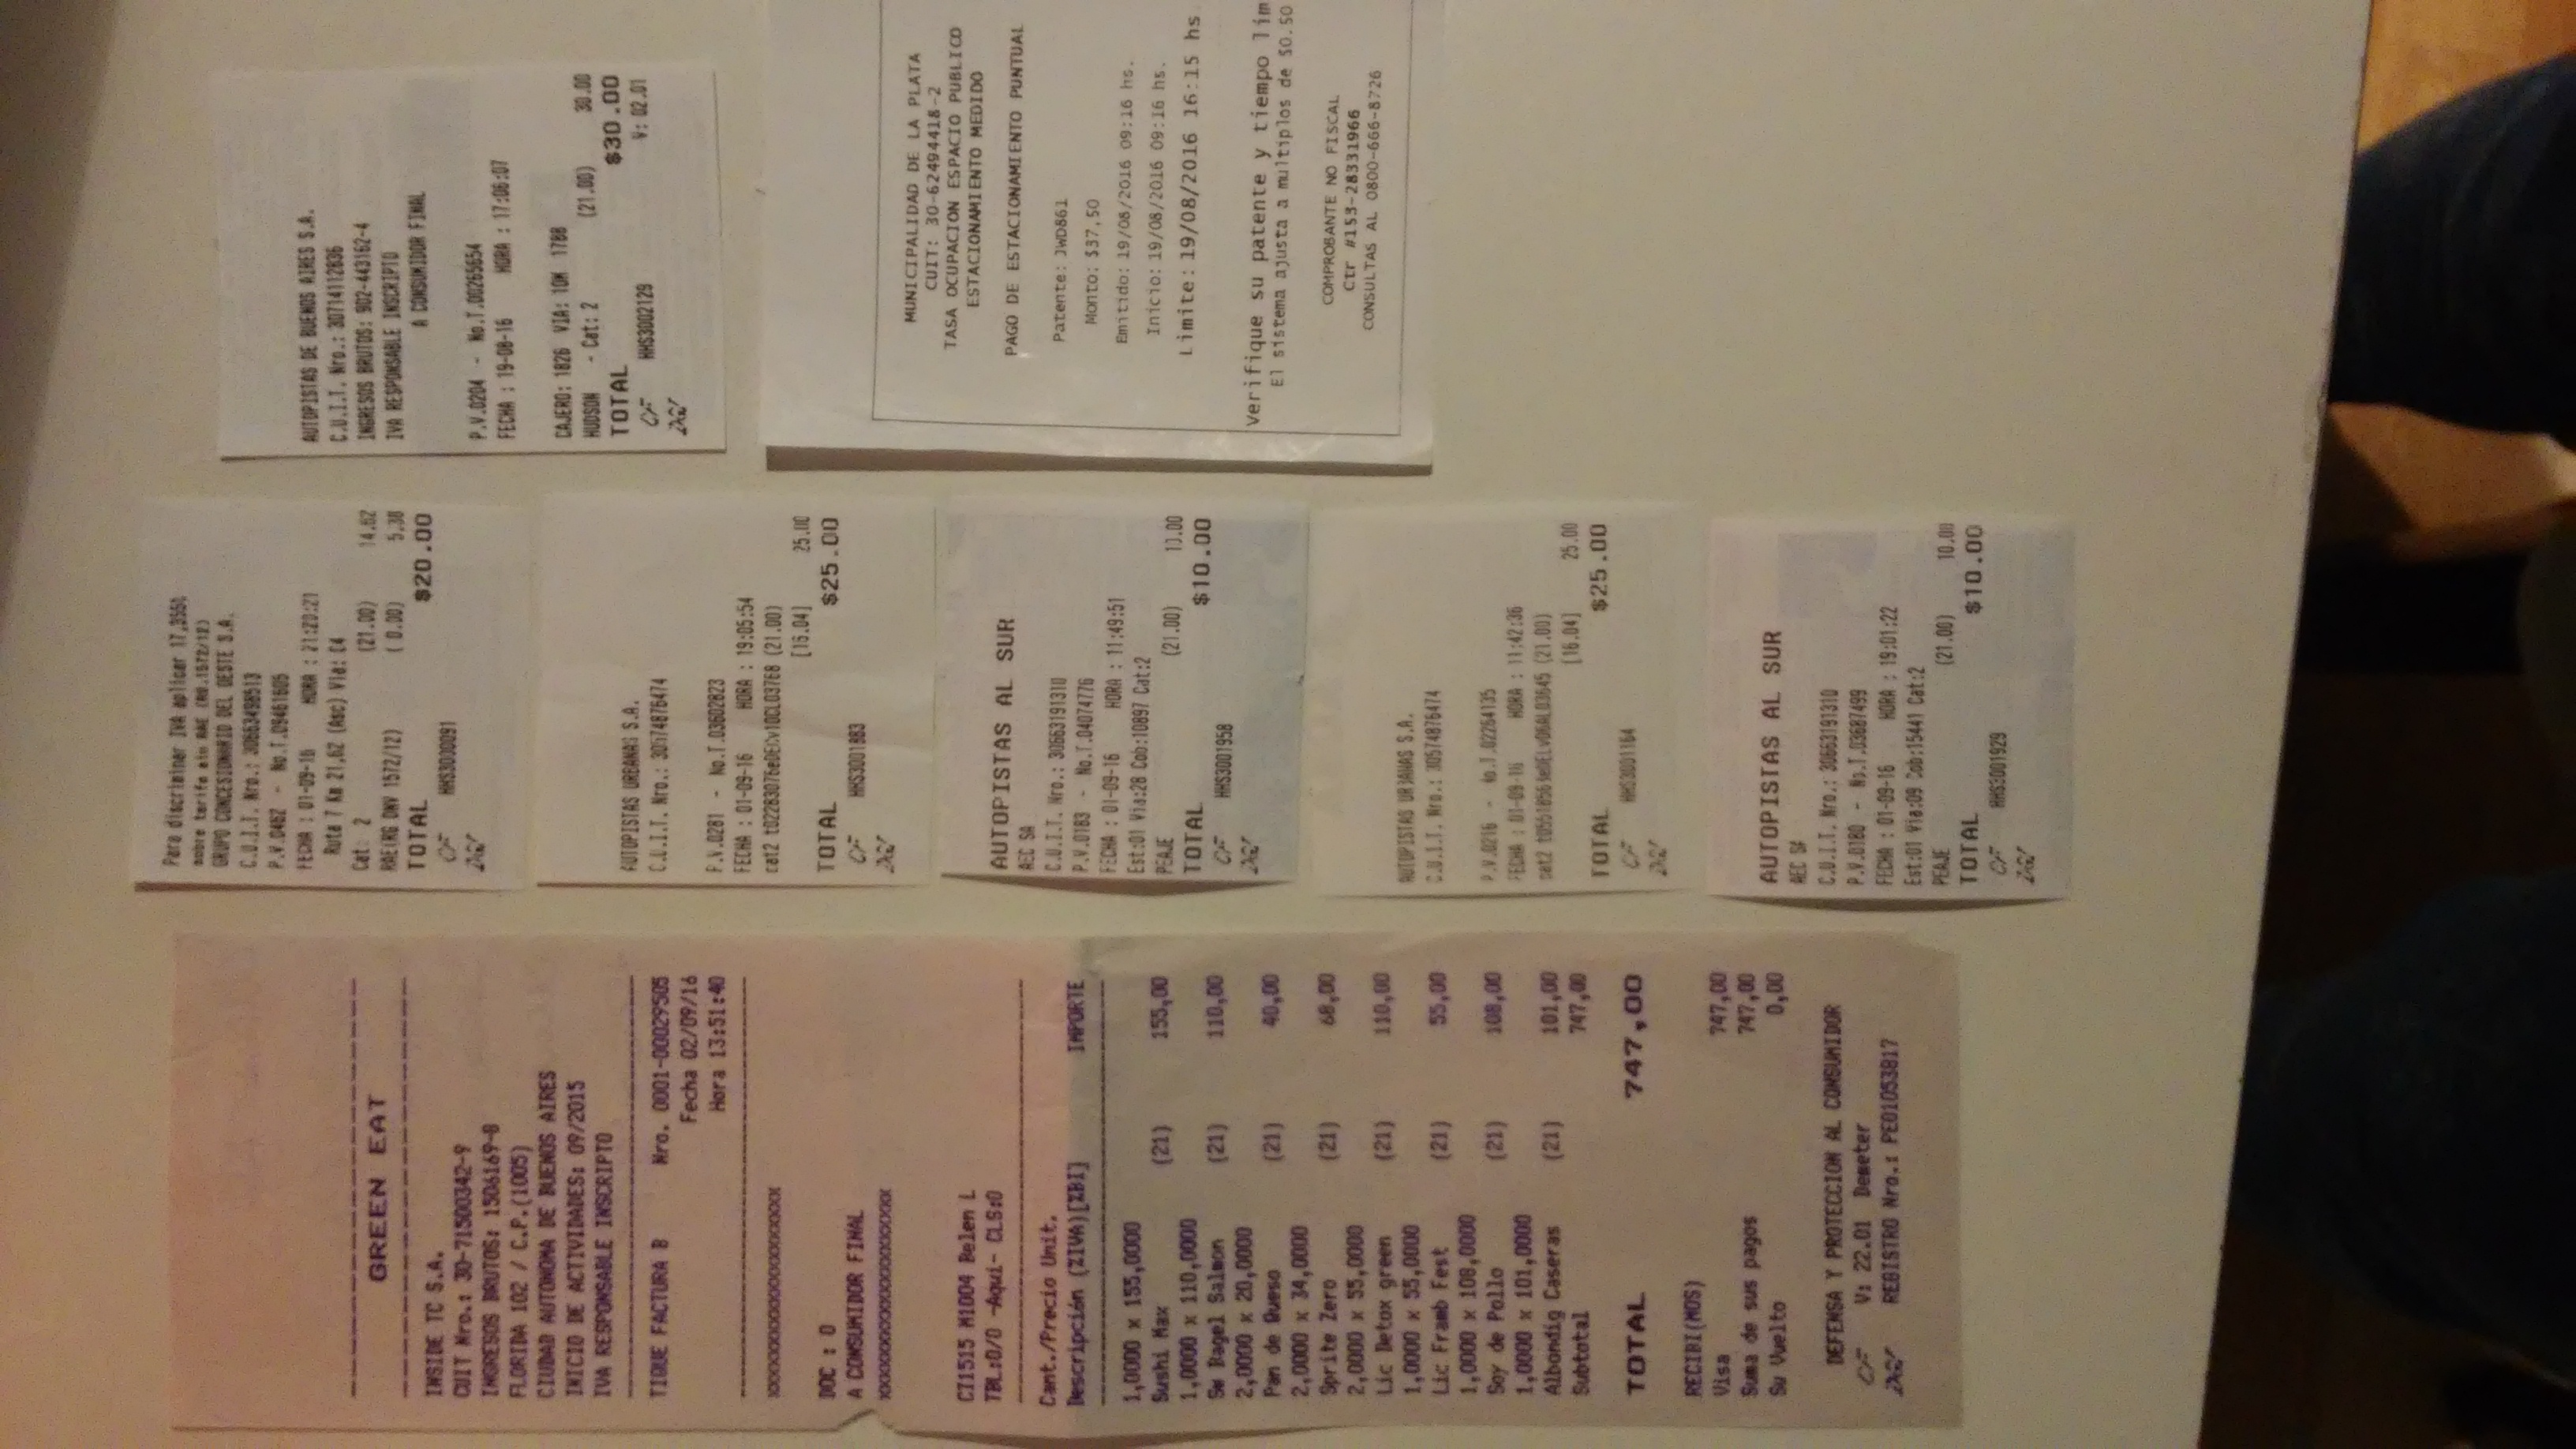 GREEN EAT
INSIDE TC S.A.
CUIT Nro.: 30-71500342-9
INGRESOS BRUTOS: 1506169-8
FLORIDA 102 / C.P.(1005)
CIUDAD AUTONOMA DE BUENOS AIRES
INICIO DE ACTIVIDADES: 09/2015
IVA RESPONSABLE INSCRIPTO
TIQUE FACTURA B Nro. 0001-00029505
Fecha 02/09/16
Hora 13:51:40
XXXXXXXXXXXXXXXXXXXX
DOC : 0
A CONSUMIDOR FINAL
XXXXXXXXXXXXXXXXXXXX
CI1515 M1004 Belen L
TBL:0/0 -Aqui- CLS:0
Cant./Precio Unit.
Descripción (%IVA)[%BI] IMPORTE
1,0000 x 155,0000
Sushi Max (21) 155,00
1,0000 x 110,0000
Sw Bagel Salmon (21) 110,00
2,0000 x 20,0000
Pan de Queso (21) 40,00
2,0000 x 34,0000
Sprite Zero (21) 68,00
2,0000 x 55,0000
Lic Detox green (21) 110,00
1,0000 x 55,0000
Lic Framb Fest (21) 55,00
1,0000 x 108,0000
Soy de Pollo (21) 108,00
1,0000 x 101,0000
Albondig Caseras (21) 101,00
Subtotal 747,00
TOTAL 747,00
RECIBI(MOS)
Visa 747,00
Suma de sus pagos 747,00
Su Vuelto 0,00
DEFENSA Y PROTECCION AL CONSUMIDOR
CF V: 22.01 Demeter
DGI REGISTRO Nro.: PE01053817
Para discriminar IVA aplicar 17,355%
sobre tarifa sin RAE (RG.1572/12)
GRUPO CONCESIONARIO DEL OESTE S.A.
C.U.I.T. Nro.: 30663498513
P.V.0462 - No.T.09461605
FECHA : 01-09-16 HORA : 21:20:21
Ruta 7 Km 21,62 (Asc) Via: C4
Cat: 2 (21.00) 14.62
RAE(RG DNV 1572/12) ( 0.00) 5.38
TOTAL $20.00
CF HHS3000091
DGI
AUTOPISTAS URBANAS S.A.
C.U.I.T. Nro.: 30574876474
P.V.0281 - No.T.03602823
FECHA : 01-09-16 HORA : 19:05:54
cat2 t02283076eDECv10CL03768 (21.00)
[16.04] 25.00
TOTAL $25.00
CF HHS3001883
DGI
AUTOPISTAS AL SUR
AEC SA
C.U.I.T. Nro.: 30663191310
P.V.0183 - No.T.04074776
FECHA : 01-09-16 HORA : 11:49:51
Est:01 Via:28 Cob:10897 Cat:2
PEAJE (21.00) 10.00
TOTAL $10.00
CF HHS3001958
DGI
AUTOPISTAS URBANAS S.A.
C.U.I.T. Nro.: 30574876474
P.V.0216 - No.T.02264135
FECHA : 01-09-16 HORA : 11:42:36
cat2 (21.00)
[16.04] 25.00
TOTAL $25.00
CF HHS3001164
DGI
AUTOPISTAS AL SUR
AEC SA
C.U.I.T. Nro.: 30663191310
P.V.0180 - No.T.03687499
FECHA : 01-09-16 HORA : 19:01:22
Est:01 Via:09 Cob:15441 Cat:2
PEAJE (21.00) 10.00
TOTAL $10.00
CF HHS3001929
DGI
AUTOPISTAS DE BUENOS AIRES S.A.
C.U.I.T. Nro.: 30714112836
INGRESOS BRUTOS: 902-443162-4
IVA RESPONSABLE INSCRIPTO
A CONSUMIDOR FINAL
P.V.0204 - No.T.00265654
FECHA : 19-08-16 HORA : 17:06:07
CAJERO: 1826 VIA: 10M 1788
HUDSON - Cat: 2 (21.00) 30.00
TOTAL $30.00
CF HHS3002129 V: 02.01
DGI
MUNICIPALIDAD DE LA PLATA
CUIT: 30-62494418-2
TASA OCUPACION ESPACIO PUBLICO
ESTACIONAMIENTO MEDIDO
PAGO DE ESTACIONAMIENTO PUNTUAL
Patente: JWD861
Monto: $37,50
Emitido: 19/08/2016 09:16 hs.
Inicio: 19/08/2016 09:16 hs.
Limite: 19/08/2016 16:15 hs
Verifique su patente y tiempo lím
El sistema ajusta a multiplos de $0.50
COMPROBANTE NO FISCAL
Ctr #153-28331966
CONSULTAS AL 0800-666-8726